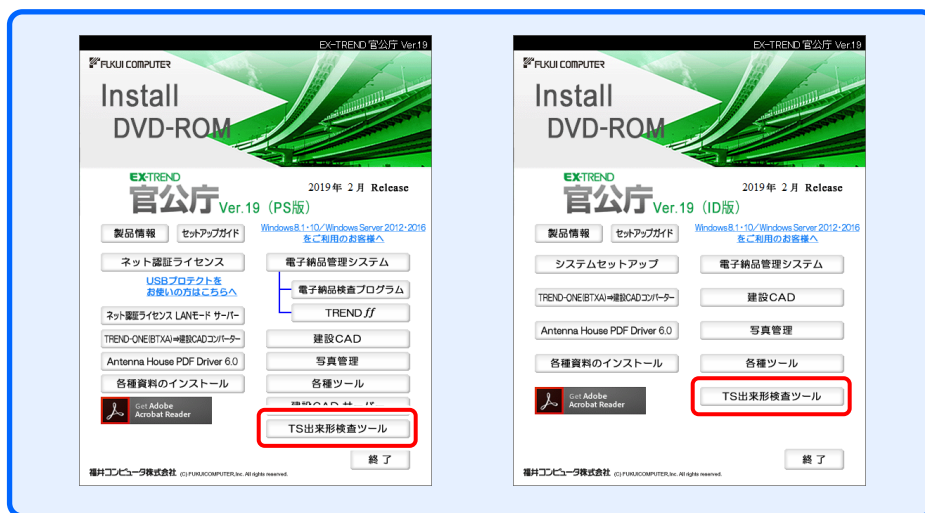 EX-TREND 官公庁 Ver.19
FUKUI COMPUTER
Install
DVD-ROM
EX-TREND
官公庁 Ver.19 (PS版)
2019年 2月 Release
製品情報
セットアップガイド
Windows8.1・10/Windows Server 2012・2016
をご利用のお客様へ
ネット認証ライセンス
USBプロテクトを
お使いの方はこちらへ
ネット認証ライセンス LANモード サーバー
TREND-ONE(BTXA)⇒建設CADコンバーター
Antenna House PDF Driver 6.0
各種資料のインストール
Get Adobe
Acrobat Reader
電子納品管理システム
電子納品検査プログラム
TREND ff
建設CAD
写真管理
各種ツール
建設CAD サーバー
TS出来形検査ツール
終了
福井コンピュータ株式会社 (C) FUKUICOMPUTER,Inc. All rights reserved.
EX-TREND 官公庁 Ver.19
FUKUI COMPUTER
Install
DVD-ROM
EX-TREND
官公庁 Ver.19 (ID版)
2019年 2月 Release
製品情報
セットアップガイド
Windows8.1・10/Windows Server 2012・2016
をご利用のお客様へ
システムセットアップ
TREND-ONE(BTXA)⇒建設CADコンバーター
Antenna House PDF Driver 6.0
各種資料のインストール
Get Adobe
Acrobat Reader
電子納品管理システム
建設CAD
写真管理
各種ツール
TS出来形検査ツール
終了
福井コンピュータ株式会社 (C) FUKUICOMPUTER,Inc. All rights reserved.